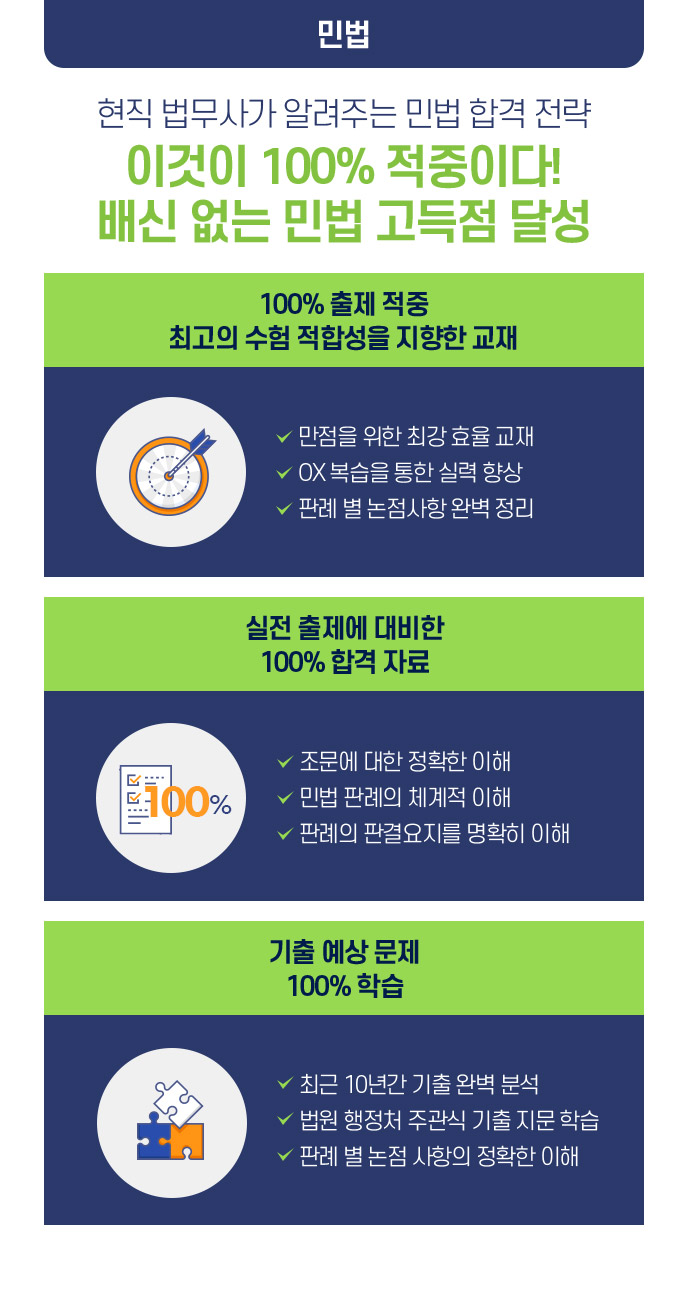 민법
현직 법무사가 알려주는 민법 합격 전략
이것이 100% 적중이다!
배신 없는 민법 고득점 달성
100% 출제 적중
최고의 수험 적합성을 지향한 교재
만점을 위한 최강 효율 교재
OX 복습을 통한 실력 향상
판례 별 논점사항 완벽 정리
실전 출제에 대비한
100% 합격 자료
100%
조문에 대한 정확한 이해
민법 판례의 체계적 이해
판례의 판결요지를 명확히 이해
기출 예상 문제
100% 학습
최근 10년간 기출 완벽 분석
법원 행정처 주관식 기출 지문 학습
판례 별 논점 사항의 정확한 이해